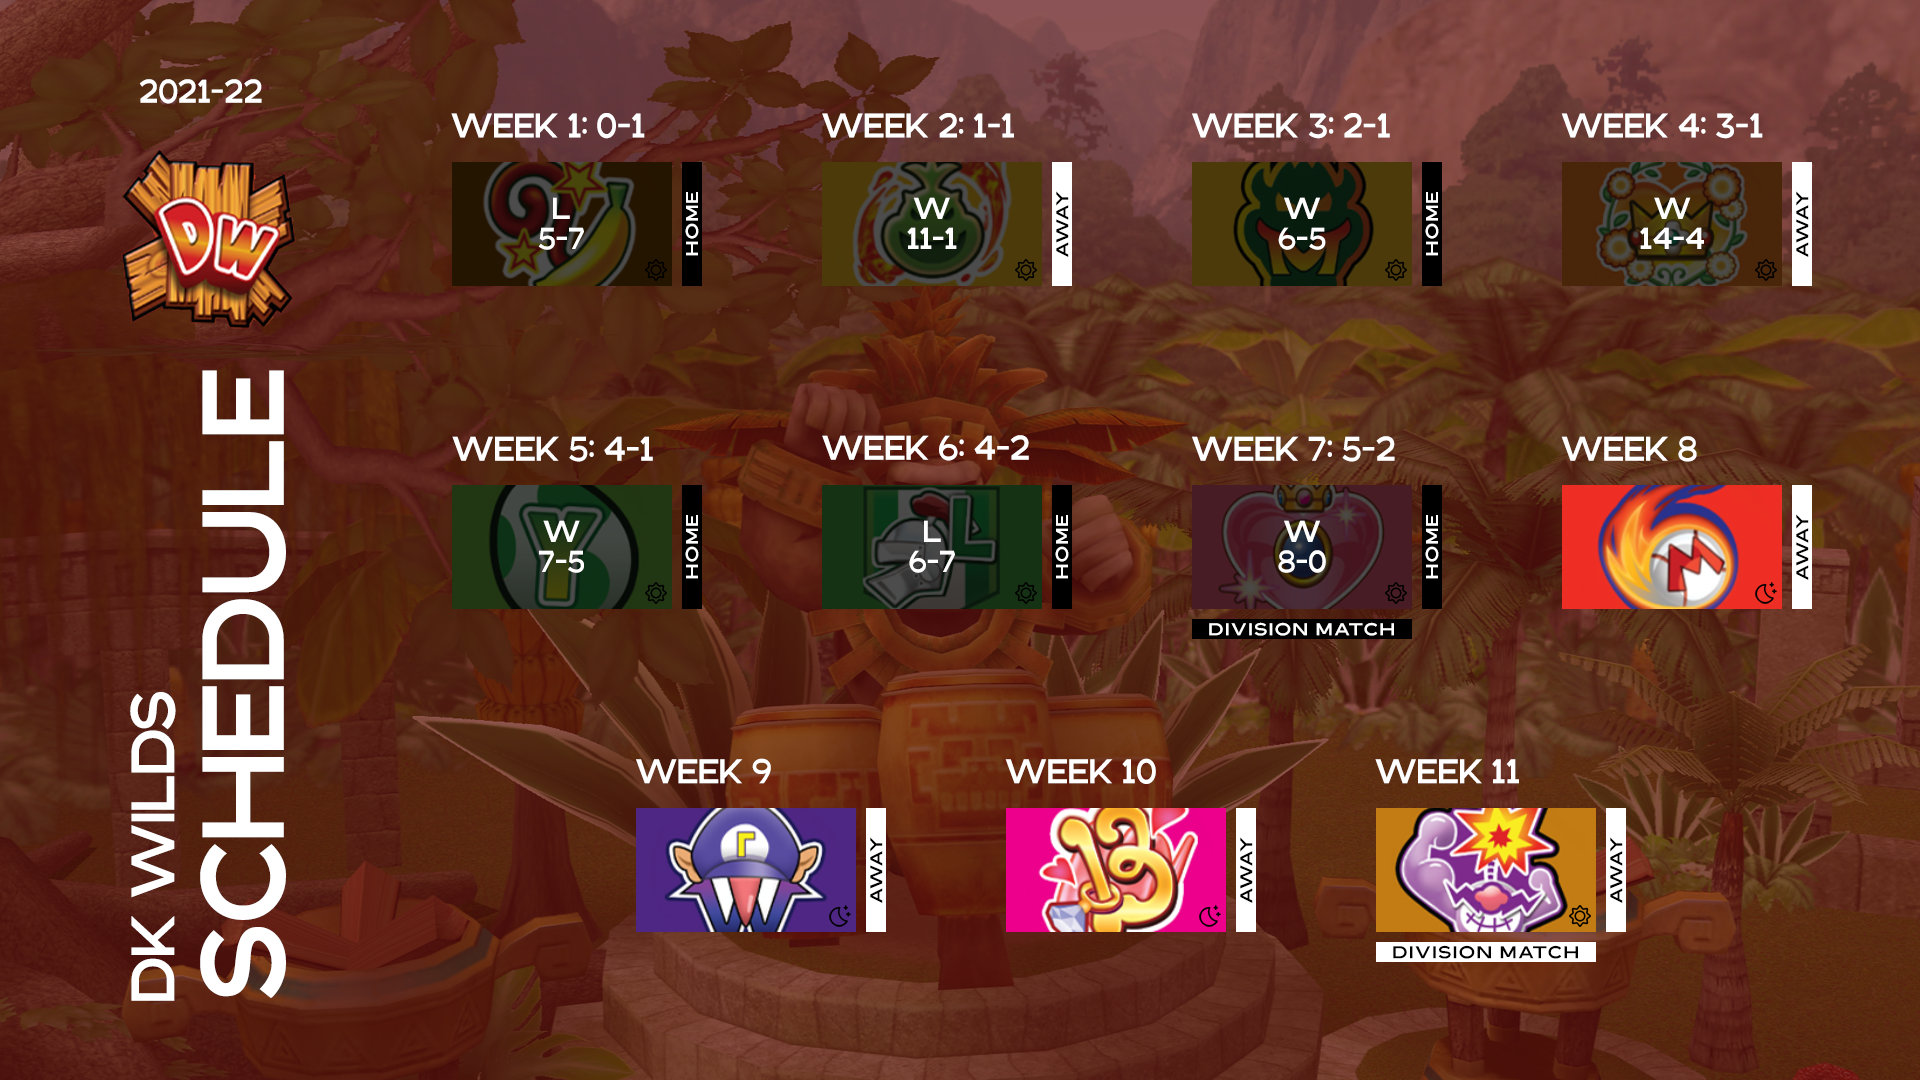 2021-22
DW
DK WILDS
SCHEDULE
WEEK 1: 0-1
L
5-7
HOME
WEEK 2: 1-1
W
11-1
AWAY
WEEK 3: 2-1
W
6-5
HOME
WEEK 4: 3-1
W
14-4
AWAY
WEEK 5: 4-1
Y
W
7-5
HOME
WEEK 6: 4-2
L
L
6-7
HOME
WEEK 7: 5-2
W
8-0
HOME
DIVISION MATCH
WEEK 8
M
AWAY
WEEK 9
Γ
W
AWAY
WEEK 10
13
AWAY
WEEK 11
AWAY
DIVISION MATCH